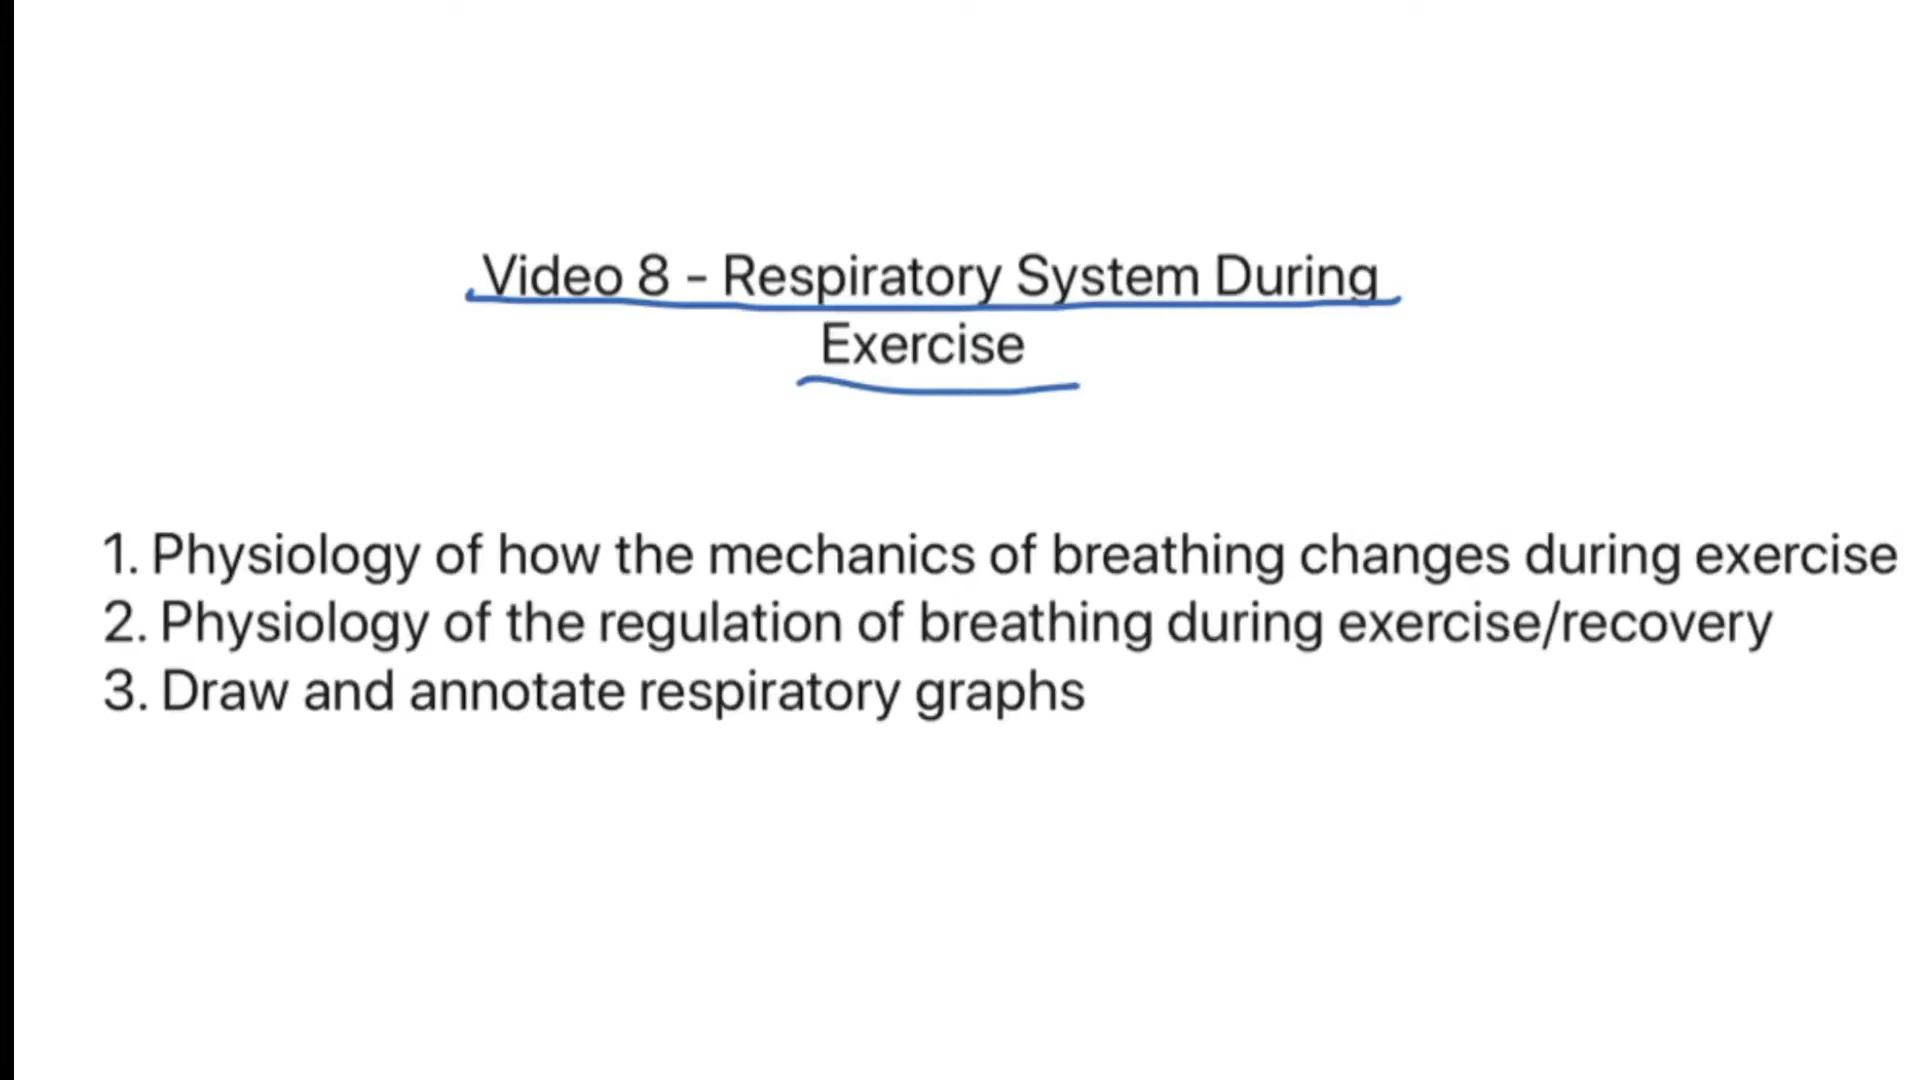 Video 8 - Respiratory System During
Exercise
1. Physiology of how the mechanics of breathing changes during exercise
2. Physiology of the regulation of breathing during exercise/recovery
3. Draw and annotate respiratory graphs